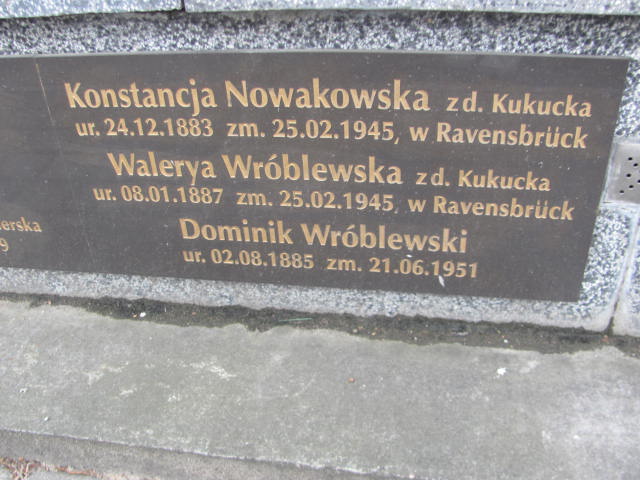 Konstancja Nowakowska zd. Kukucka
ur. 24.12.1883 zm. 25.02.1945, w Ravensbrück
Walerya Wróblewska zd. Kukucka
ur. 08.01.1887 zm. 25.02.1945, w Ravensbrück
Dominik Wróblewski
ur. 02.08.1885 zm. 21.06.1951
9